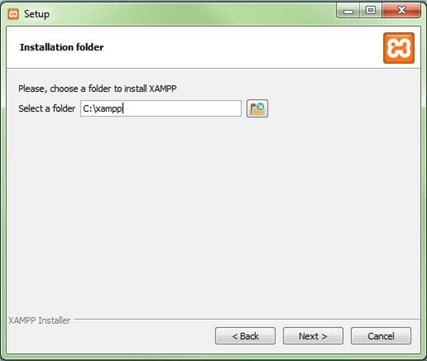 Setup
Installation folder
Please, choose a folder to install XAMPP
Select a folder C:\xampp
XAMPP Installer
< Back Next > Cancel